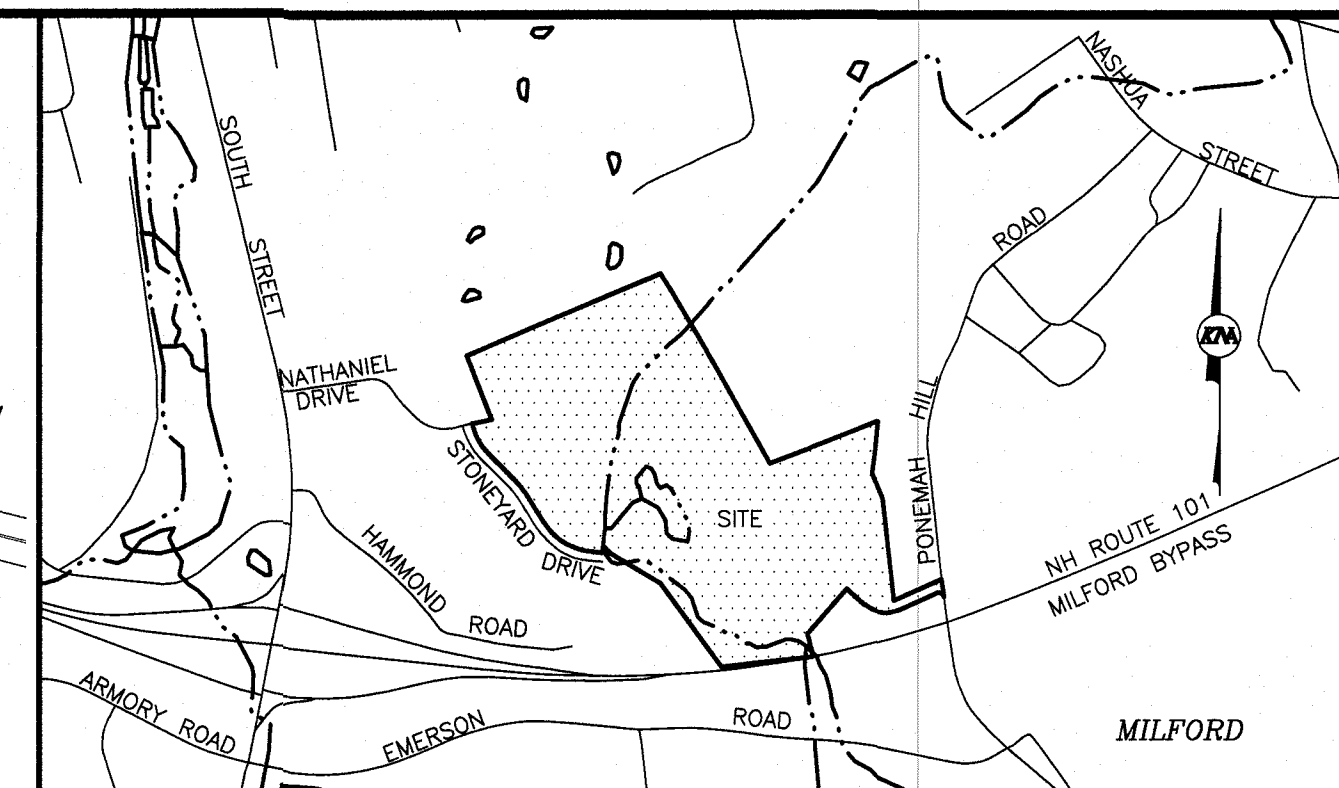 NASHUA
STREET
SOUTH
STREET
ROAD
NATHANIEL
DRIVE
PONEMAH HILL
STONEYARD DRIVE
SITE
NH ROUTE 101
MILFORD BYPASS
HAMMOND
ROAD
ARMORY ROAD
EMERSON
ROAD
MILFORD
KNA